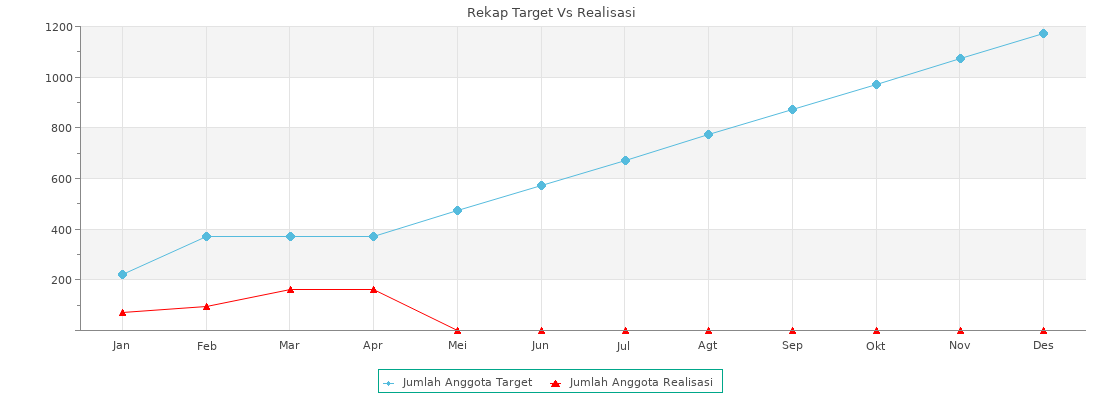 Rekap Target Vs Realisasi
1200
1000
800
600
400
200
Jan Feb Mar Apr Mei Jun Jul Agt Sep Okt Nov Des
Jumlah Anggota Target Jumlah Anggota Realisasi